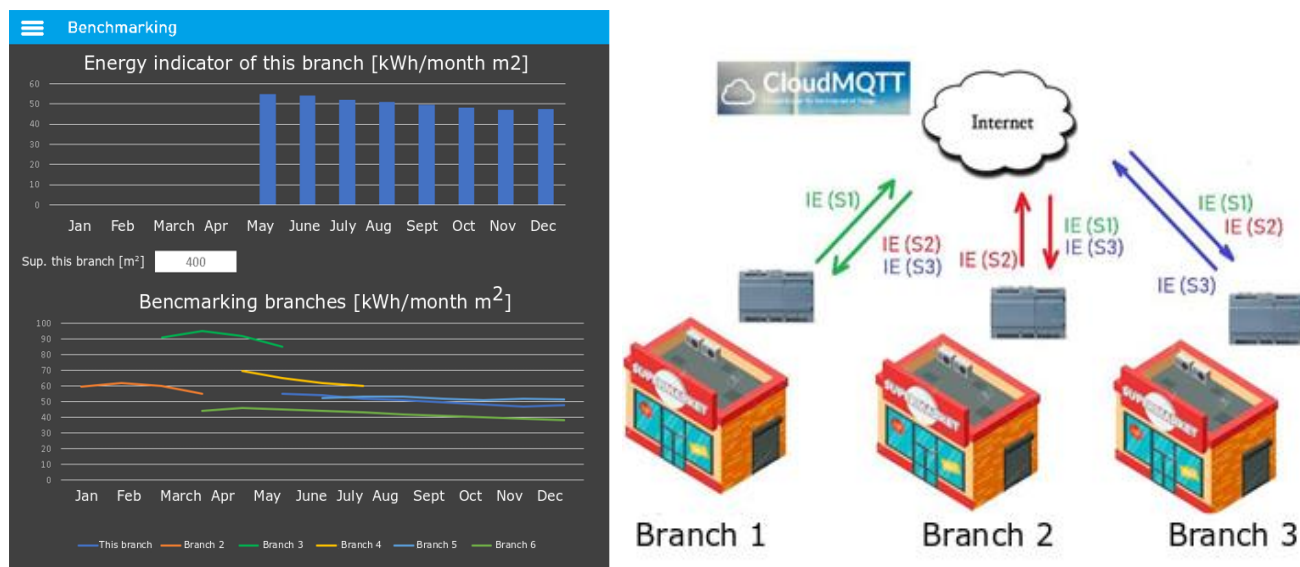 Benchmarking
Energy indicator of this branch [kWh/month m2]
60
50
40
30
20
10
0
Jan Feb March Apr May June July Aug Sept Oct Nov Dec
Sup. this branch [m²] 400
Bencmarking branches [kWh/month m2]
100
90
80
70
60
50
40
30
20
10
0
Jan Feb March Apr May June July Aug Sept Oct Nov Dec
This branch Branch 2 Branch 3 Branch 4 Branch 5 Branch 6
CloudMQTT
Internet
IE (S1)
IE (S2)
IE (S3)
IE (S2)
IE (S1)
IE (S3)
IE (S1)
IE (S2)
IE (S3)
SUPERMARKET
SUPERMARKET
SUPERMARKET
Branch 1
Branch 2
Branch 3